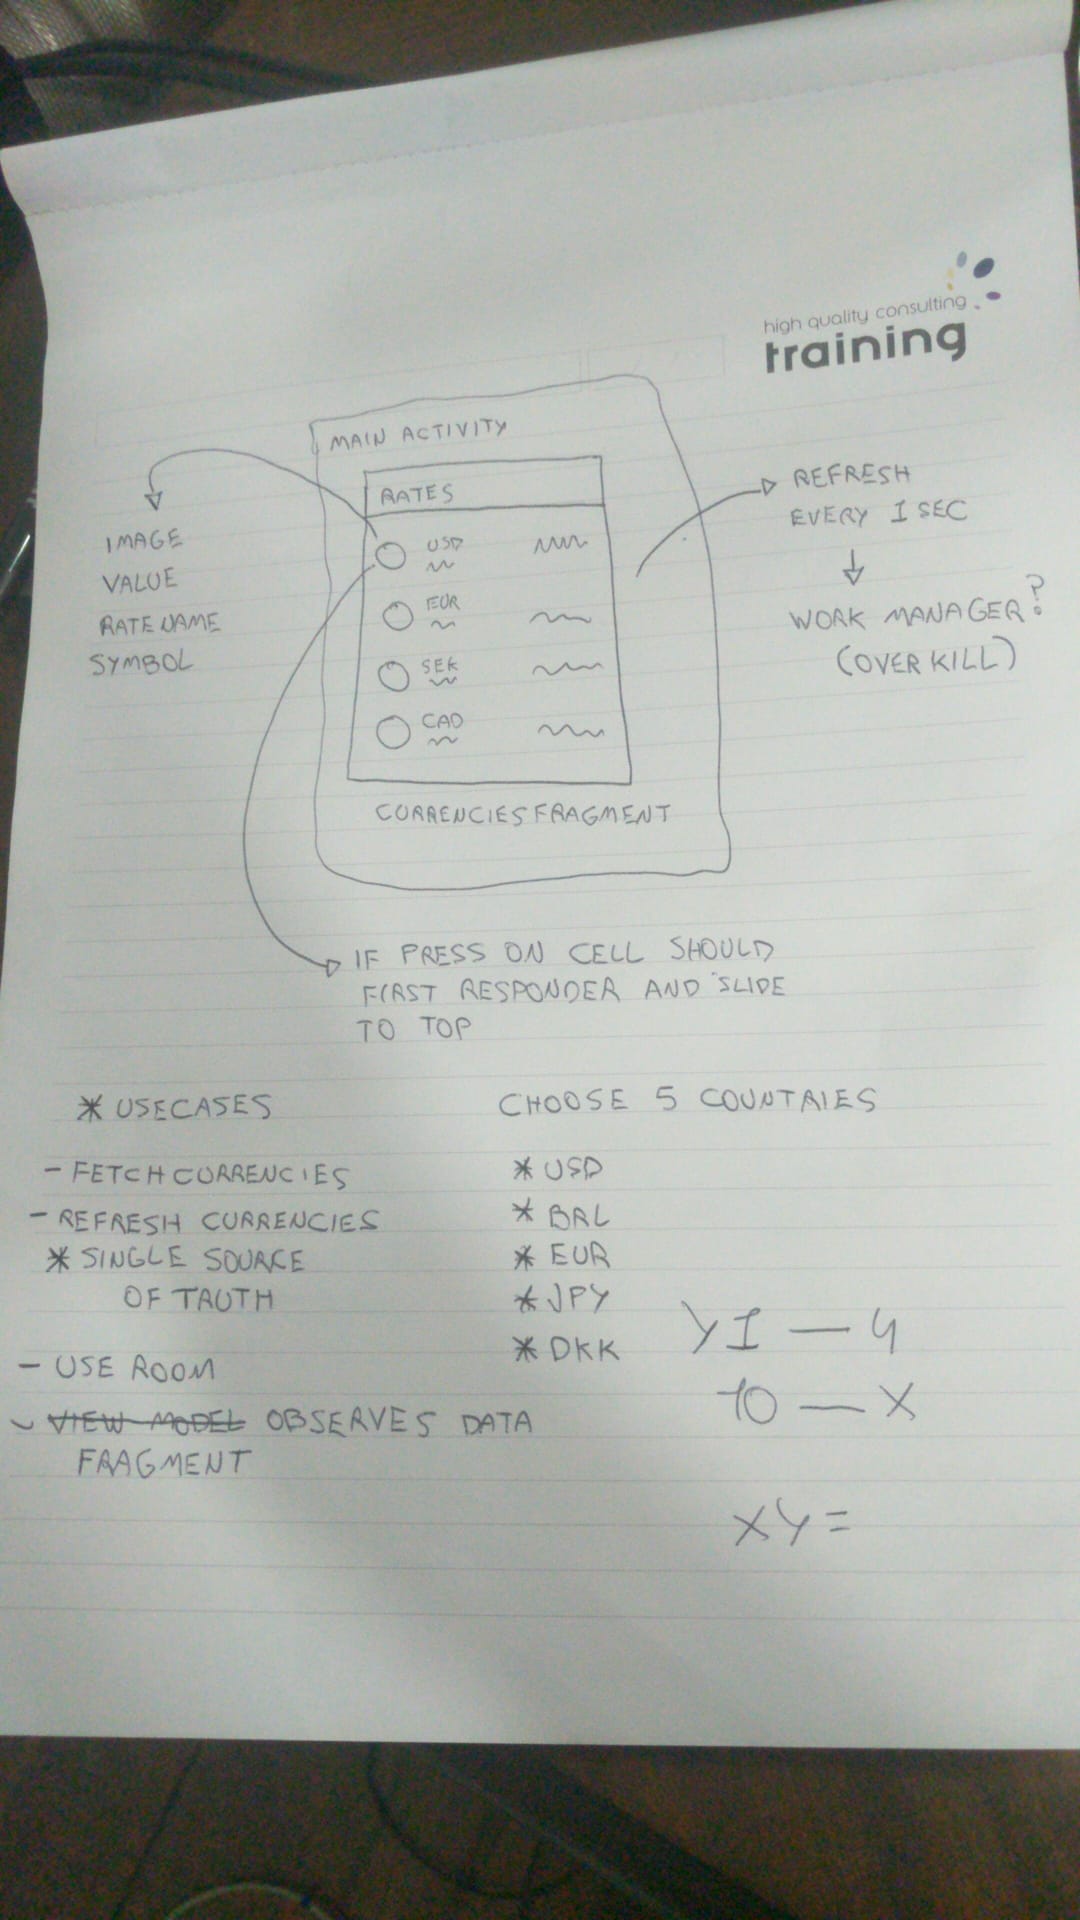 high quality consulting
training
MAIN ACTIVITY
RATES
USD
EUR
SEK
CAD
CURRENCIES FRAGMENT
IMAGE
VALUE
RATE NAME
SYMBOL
REFRESH
EVERY 1 SEC
WORK MANAGER?
(OVERKILL)
IF PRESS ON CELL SHOULD
FIRST RESPONDER AND SLIDE
TO TOP
* USECASES
- FETCH CURRENCIES
- REFRESH CURRENCIES
* SINGLE SOURCE
OF TRUTH
- USE ROOM
- VIEW MODEL OBSERVES DATA
FRAGMENT
CHOOSE 5 COUNTRIES
* USD
* BRL
* EUR
* JPY
* DKK
Y1 — 4
10 — X
XY =